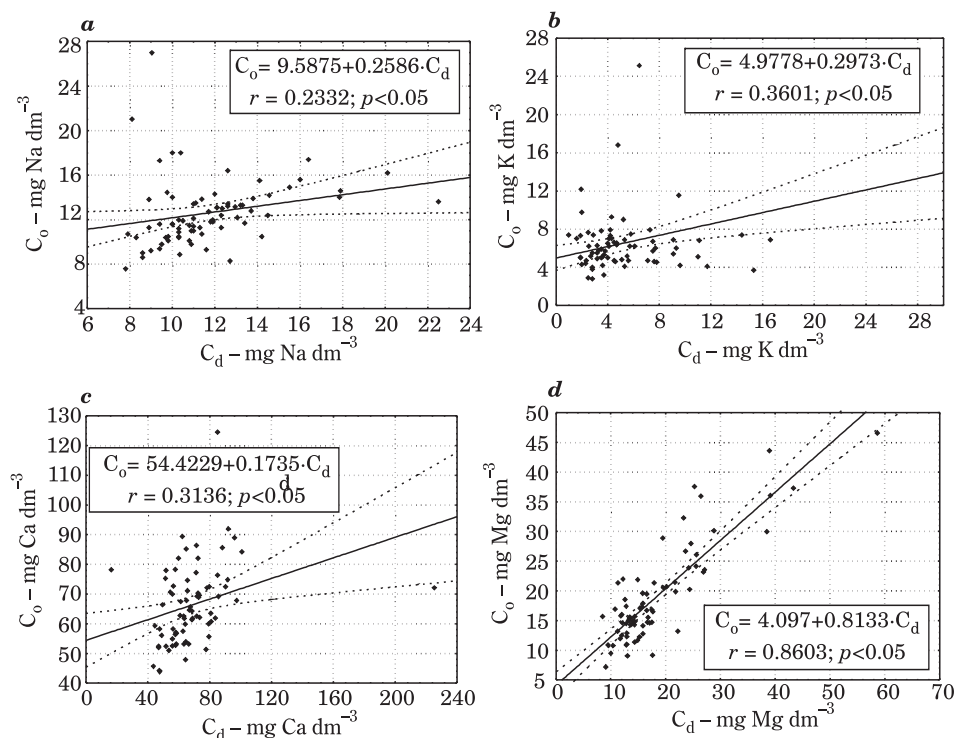 a
28
24
20
16
12
8
4
C_o – mg Na dm⁻³
C_o= 9.5875+0.2586·C_d
r = 0.2332; p<0.05
6 8 10 12 14 16 18 20 22 24
C_d – mg Na dm⁻³
b
28
24
20
16
12
8
4
0
C_o – mg K dm⁻³
C_o= 4.9778+0.2973·C_d
r = 0.3601; p<0.05
0 4 8 12 16 20 24 28
C_d – mg K dm⁻³
c
130
120
110
100
90
80
70
60
50
40
C_o – mg Ca dm⁻³
C_o= 54.4229+0.1735·C_d
d
r = 0.3136; p<0.05
0 40 80 120 160 200 240
C_d – mg Ca dm⁻³
d
50
45
40
35
30
25
20
15
10
5
C_o – mg Mg dm⁻³
C_o= 4.097+0.8133·C_d
r = 0.8603; p<0.05
0 10 20 30 40 50 60 70
C_d – mg Mg dm⁻³